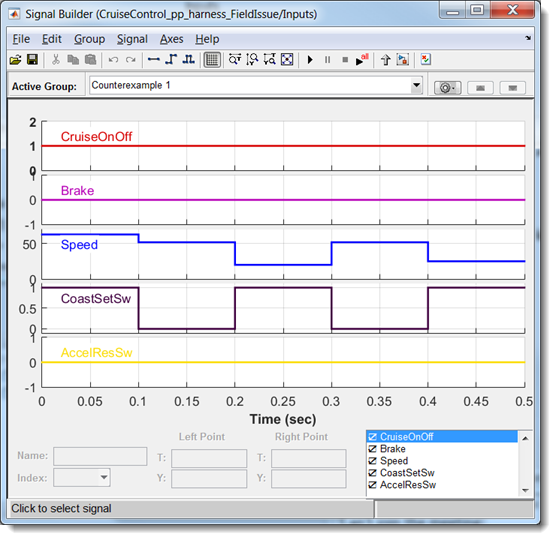 Signal Builder (CruiseControl_pp_harness_FieldIssue/Inputs)
File Edit Group Signal Axes Help
Active Group: Counterexample 1
2
CruiseOnOff
1
0
1
Brake
0
-1
50
Speed
0
1
CoastSetSw
0.5
0
1
AccelResSw
0
-1
0 0.05 0.1 0.15 0.2 0.25 0.3 0.35 0.4 0.45 0.5
Time (sec)
Left Point Right Point
Name: T: T:
Index: Y: Y:
CruiseOnOff
Brake
Speed
CoastSetSw
AccelResSw
Click to select signal